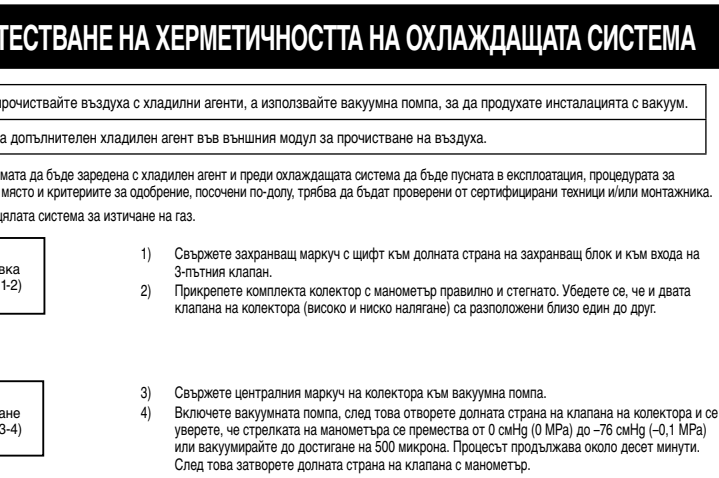 ТЕСТВАНЕ НА ХЕРМЕТИЧНОСТТА НА ОХЛАЖДАЩАТА СИСТЕМА
прочиствайте въздуха с хладилни агенти, а използвайте вакуумна помпа, за да продухате инсталацията с вакуум.
а допълнителен хладилен агент във външния модул за прочистване на въздуха.
мата да бъде заредена с хладилен агент и преди охлаждащата система да бъде пусната в експлоатация, процедурата за
място и критериите за одобрение, посочени по-долу, трябва да бъдат проверени от сертифицирани техници и/или монтажника.
цялата система за изтичане на газ.
вка
1-2)
1) Свържете захранващ маркуч с щифт към долната страна на захранващ блок и към входа на
3-пътния клапан.
2) Прикрепете комплекта колектор с манометър правилно и стегнато. Убедете се, че и двата
клапана на колектора (високо и ниско налягане) са разположени близо един до друг.
ане
3-4)
3) Свържете централния маркуч на колектора към вакуумна помпа.
4) Включете вакуумната помпа, след това отворете долната страна на клапана на колектора и се
уверете, че стрелката на манометъра се премества от 0 смHg (0 MPa) до –76 смHg (–0,1 MPa)
или вакуумирайте до достигане на 500 микрона. Процесът продължава около десет минути.
След това затворете долната страна на клапана с манометър.